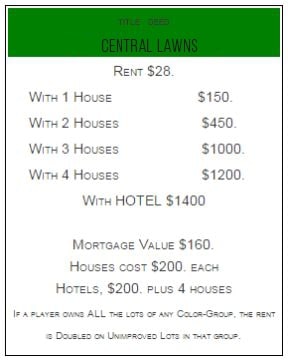 TITLE DEED
CENTRAL LAWNS
RENT $28.
WITH 1 HOUSE $150.
WITH 2 HOUSES $450.
WITH 3 HOUSES $1000.
WITH 4 HOUSES $1200.
WITH HOTEL $1400
MORTGAGE VALUE $160.
HOUSES COST $200. EACH
HOTELS, $200. PLUS 4 HOUSES
IF A PLAYER OWNS ALL THE LOTS OF ANY COLOR-GROUP, THE RENT
IS DOUBLED ON UNIMPROVED LOTS IN THAT GROUP.